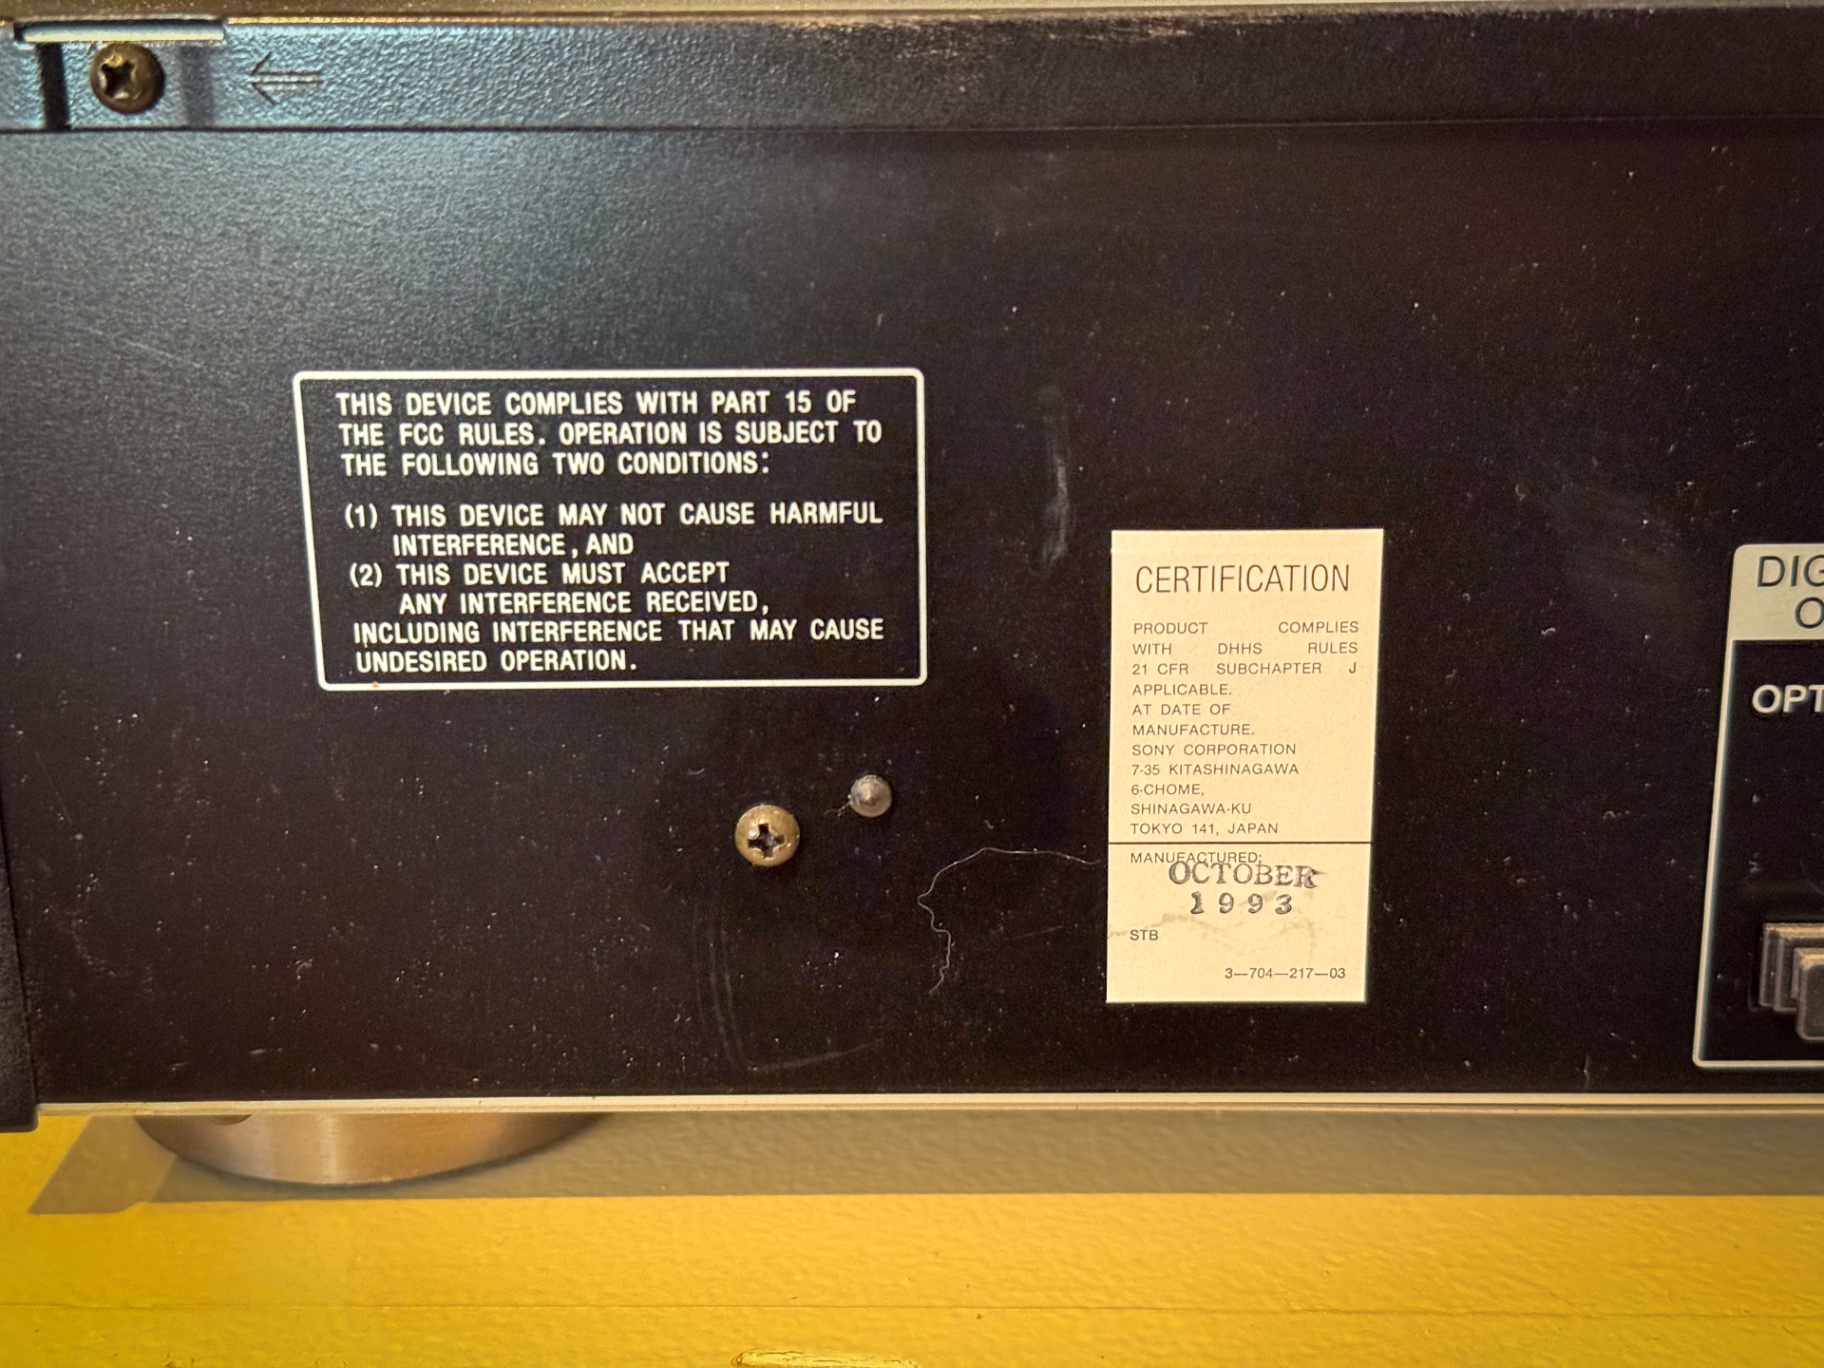 THIS DEVICE COMPLIES WITH PART 15 OF
THE FCC RULES. OPERATION IS SUBJECT TO
THE FOLLOWING TWO CONDITIONS:
(1) THIS DEVICE MAY NOT CAUSE HARMFUL
INTERFERENCE, AND
(2) THIS DEVICE MUST ACCEPT
ANY INTERFERENCE RECEIVED,
INCLUDING INTERFERENCE THAT MAY CAUSE
UNDESIRED OPERATION.
CERTIFICATION
PRODUCT COMPLIES
WITH DHHS RULES
21 CFR SUBCHAPTER J
APPLICABLE.
AT DATE OF
MANUFACTURE.
SONY CORPORATION
7-35 KITASHINAGAWA
6-CHOME,
SHINAGAWA-KU
TOKYO 141, JAPAN
MANUFACTURED:
OCTOBER
1993
STB
3—704—217—03